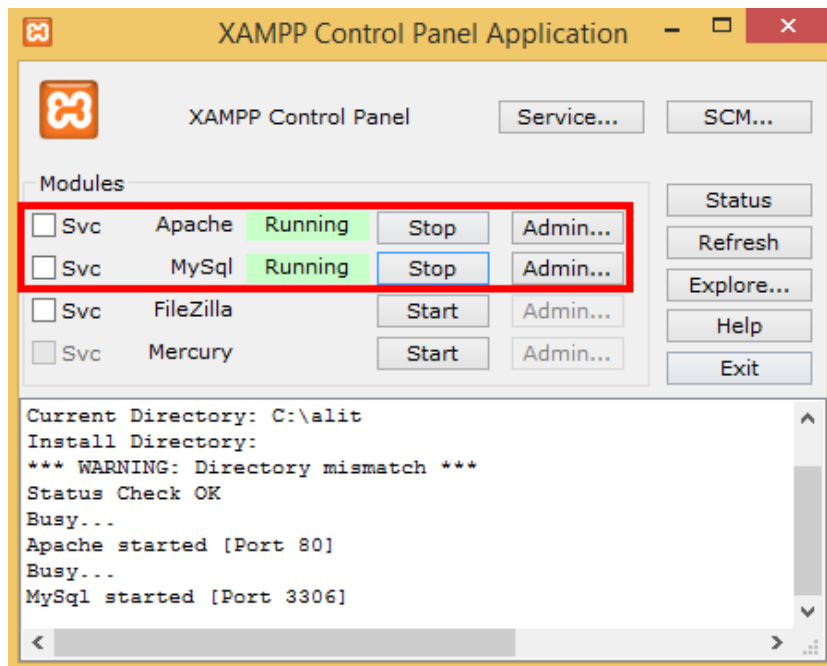 XAMPP Control Panel Application
XAMPP Control Panel Service... SCM...
Modules
Svc Apache Running Stop Admin...
Svc MySql Running Stop Admin...
Svc FileZilla Start Admin...
Svc Mercury Start Admin...
Status
Refresh
Explore...
Help
Exit
Current Directory: C:\alit
Install Directory:
*** WARNING: Directory mismatch ***
Status Check OK
Busy...
Apache started [Port 80]
Busy...
MySql started [Port 3306]